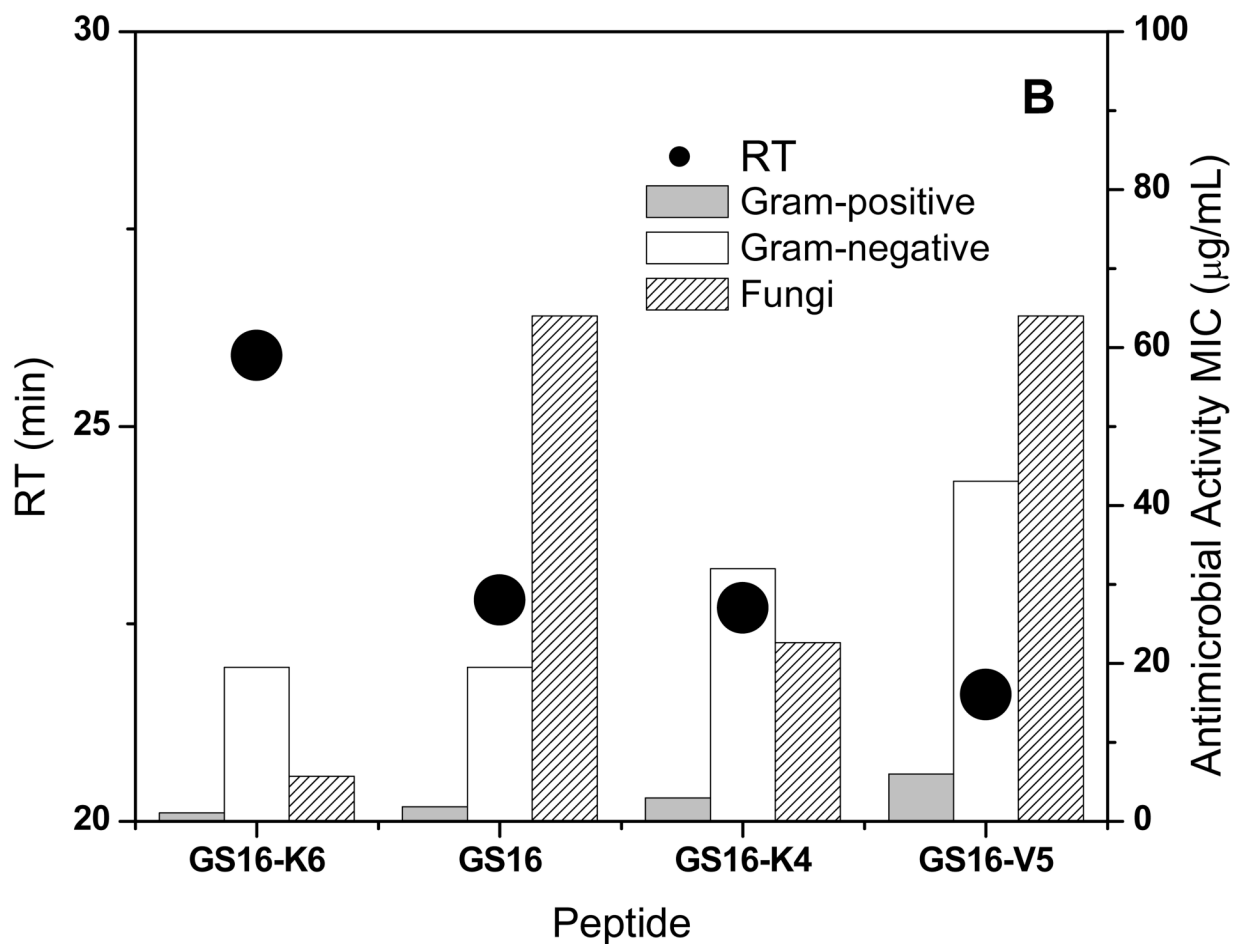 B
RT
Gram-positive
Gram-negative
Fungi
30
25
20
RT (min)
100
80
60
40
20
0
Antimicrobial Activity MIC (μg/mL)
GS16-K6 GS16 GS16-K4 GS16-V5
Peptide